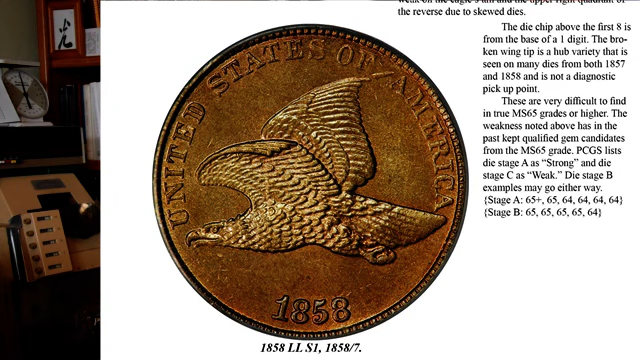 the reverse due to skewed dies.
The die chip above the first 8 is
from the base of a 1 digit. The bro-
ken wing tip is a hub variety that is
seen on many dies from both 1857
and 1858 and is not a diagnostic
pick up point.
These are very difficult to find
in true MS65 grades or higher. The
weakness noted above has in the
past kept qualified gem candidates
from the MS65 grade. PCGS lists
die stage A as “Strong” and die
stage C as “Weak.” Die stage B
examples may go either way.
{Stage A: 65+, 65, 64, 64, 64, 64}
{Stage B: 65, 65, 65, 65, 64}
UNITED STATES OF AMERICA
1858
1858 LL S1, 1858/7.